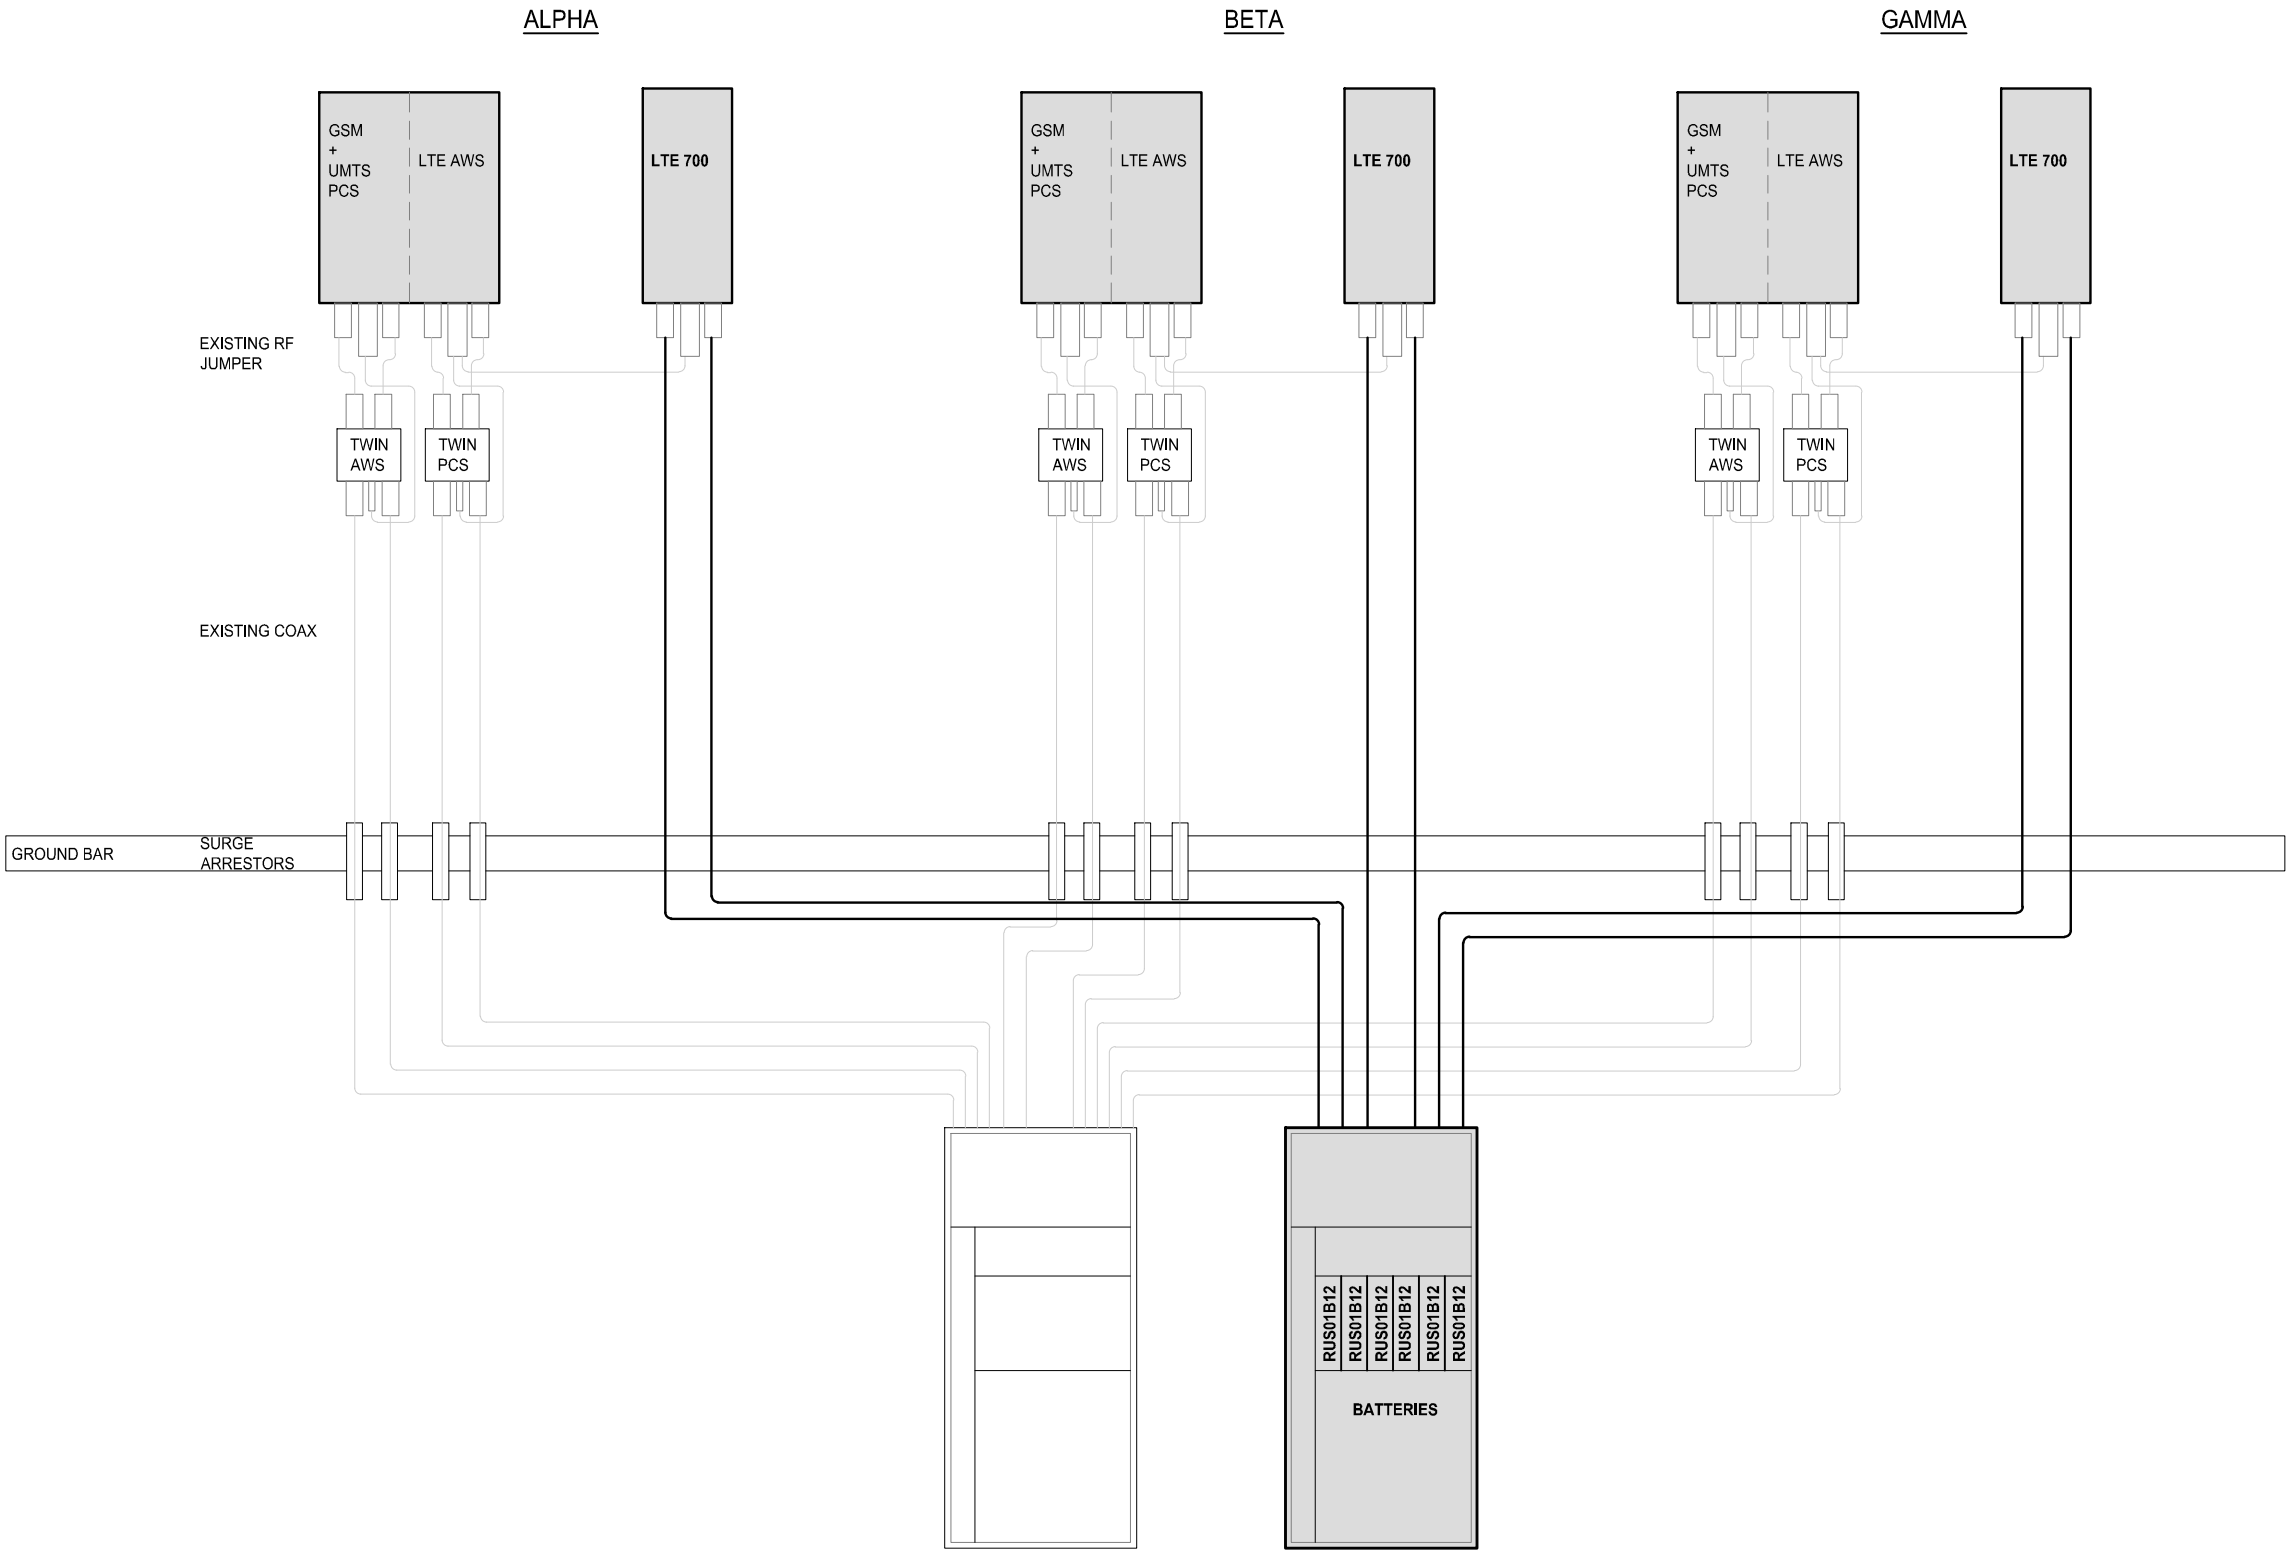 ALPHA
BETA
GAMMA
GSM
+
UMTS
PCS
LTE AWS
LTE 700
GSM
+
UMTS
PCS
LTE AWS
LTE 700
GSM
+
UMTS
PCS
LTE AWS
LTE 700
EXISTING RF
JUMPER
TWIN
AWS
TWIN
PCS
TWIN
AWS
TWIN
PCS
TWIN
AWS
TWIN
PCS
EXISTING COAX
GROUND BAR
SURGE
ARRESTORS
RUS01B12
RUS01B12
RUS01B12
RUS01B12
RUS01B12
RUS01B12
BATTERIES